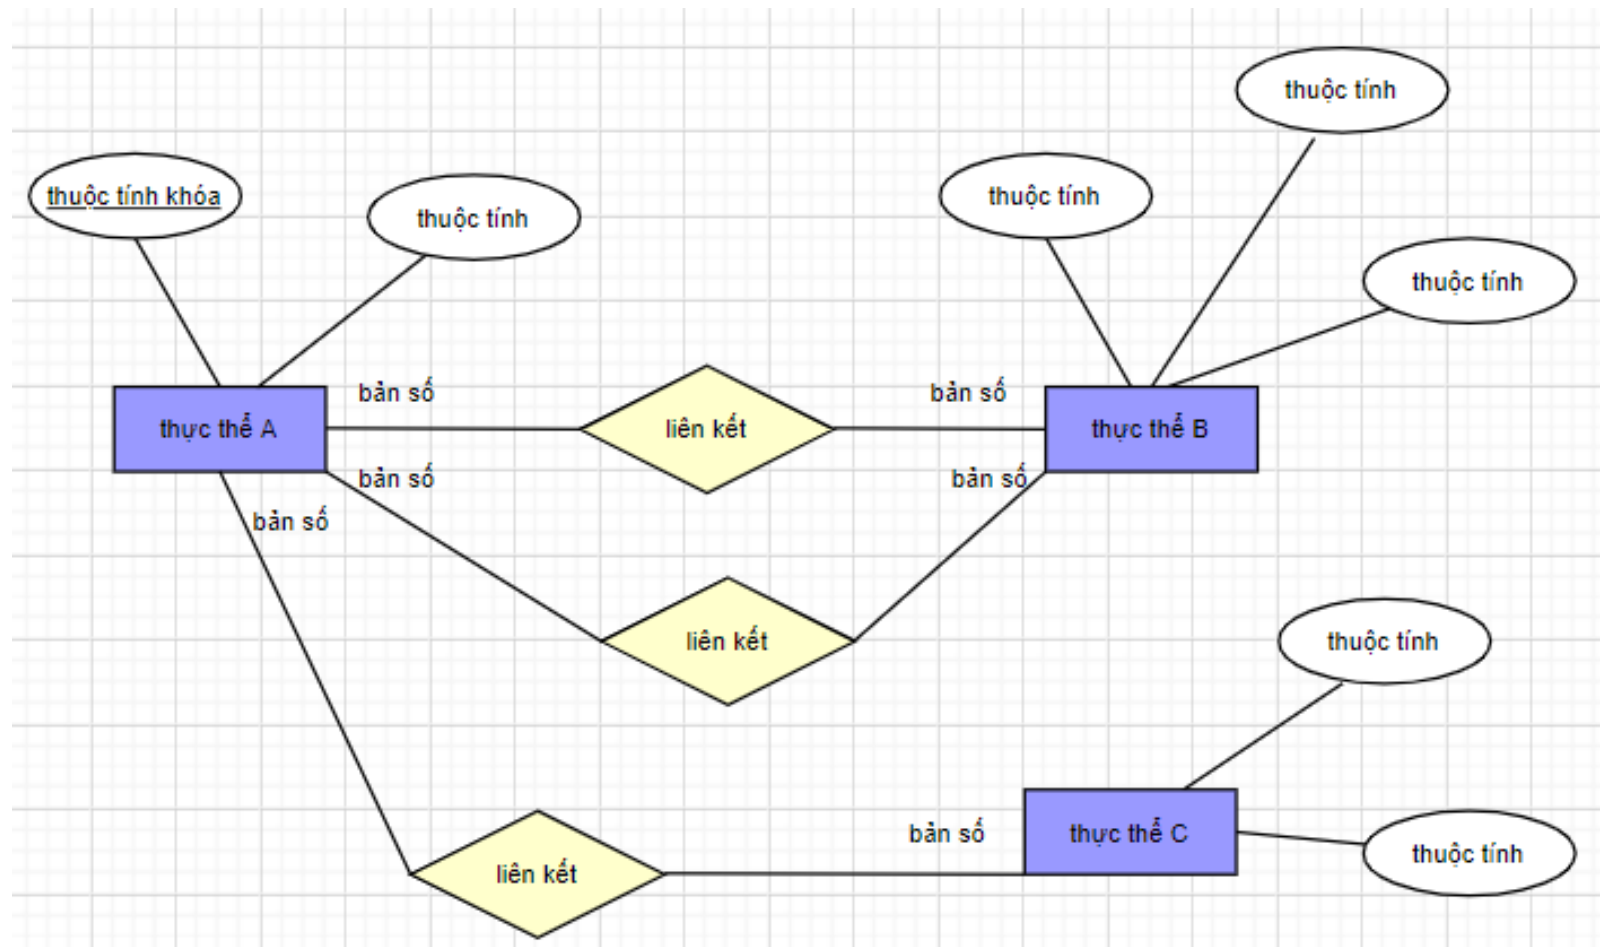 thuộc tính
thuộc tính khóa
thuộc tính
thuộc tính
thuộc tính
bản số
bản số
thực thể A
liên kết
thực thể B
bản số
bản số
bản số
liên kết
thuộc tính
bản số
thực thể C
thuộc tính
liên kết